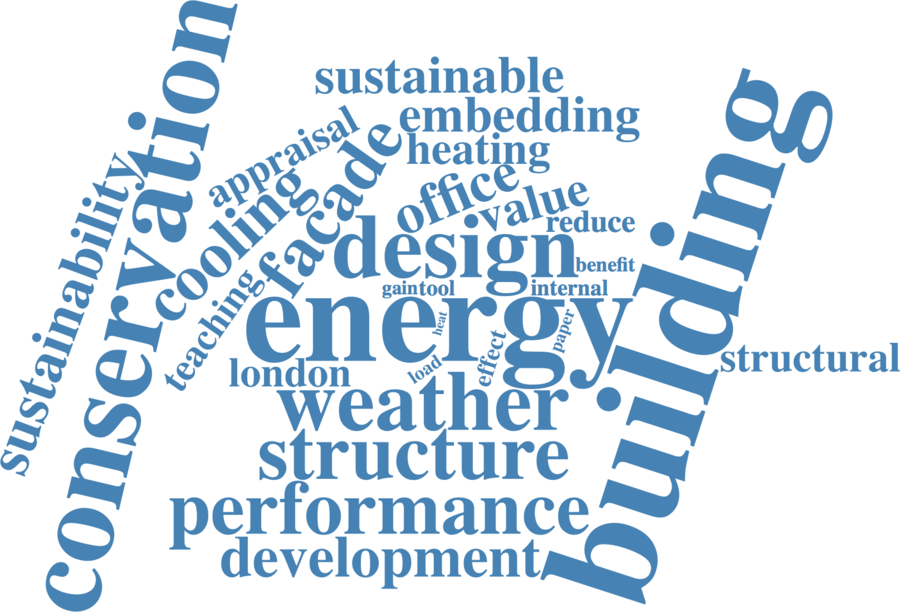 conservation
sustainable
embedding
building
appraisal
facade
heating
sustainability
cooling
office
value
reduce
design
benefit
teaching
gain
tool
internal
energy
heat
paper
effect
load
london
structural
weather
structure
performance
development